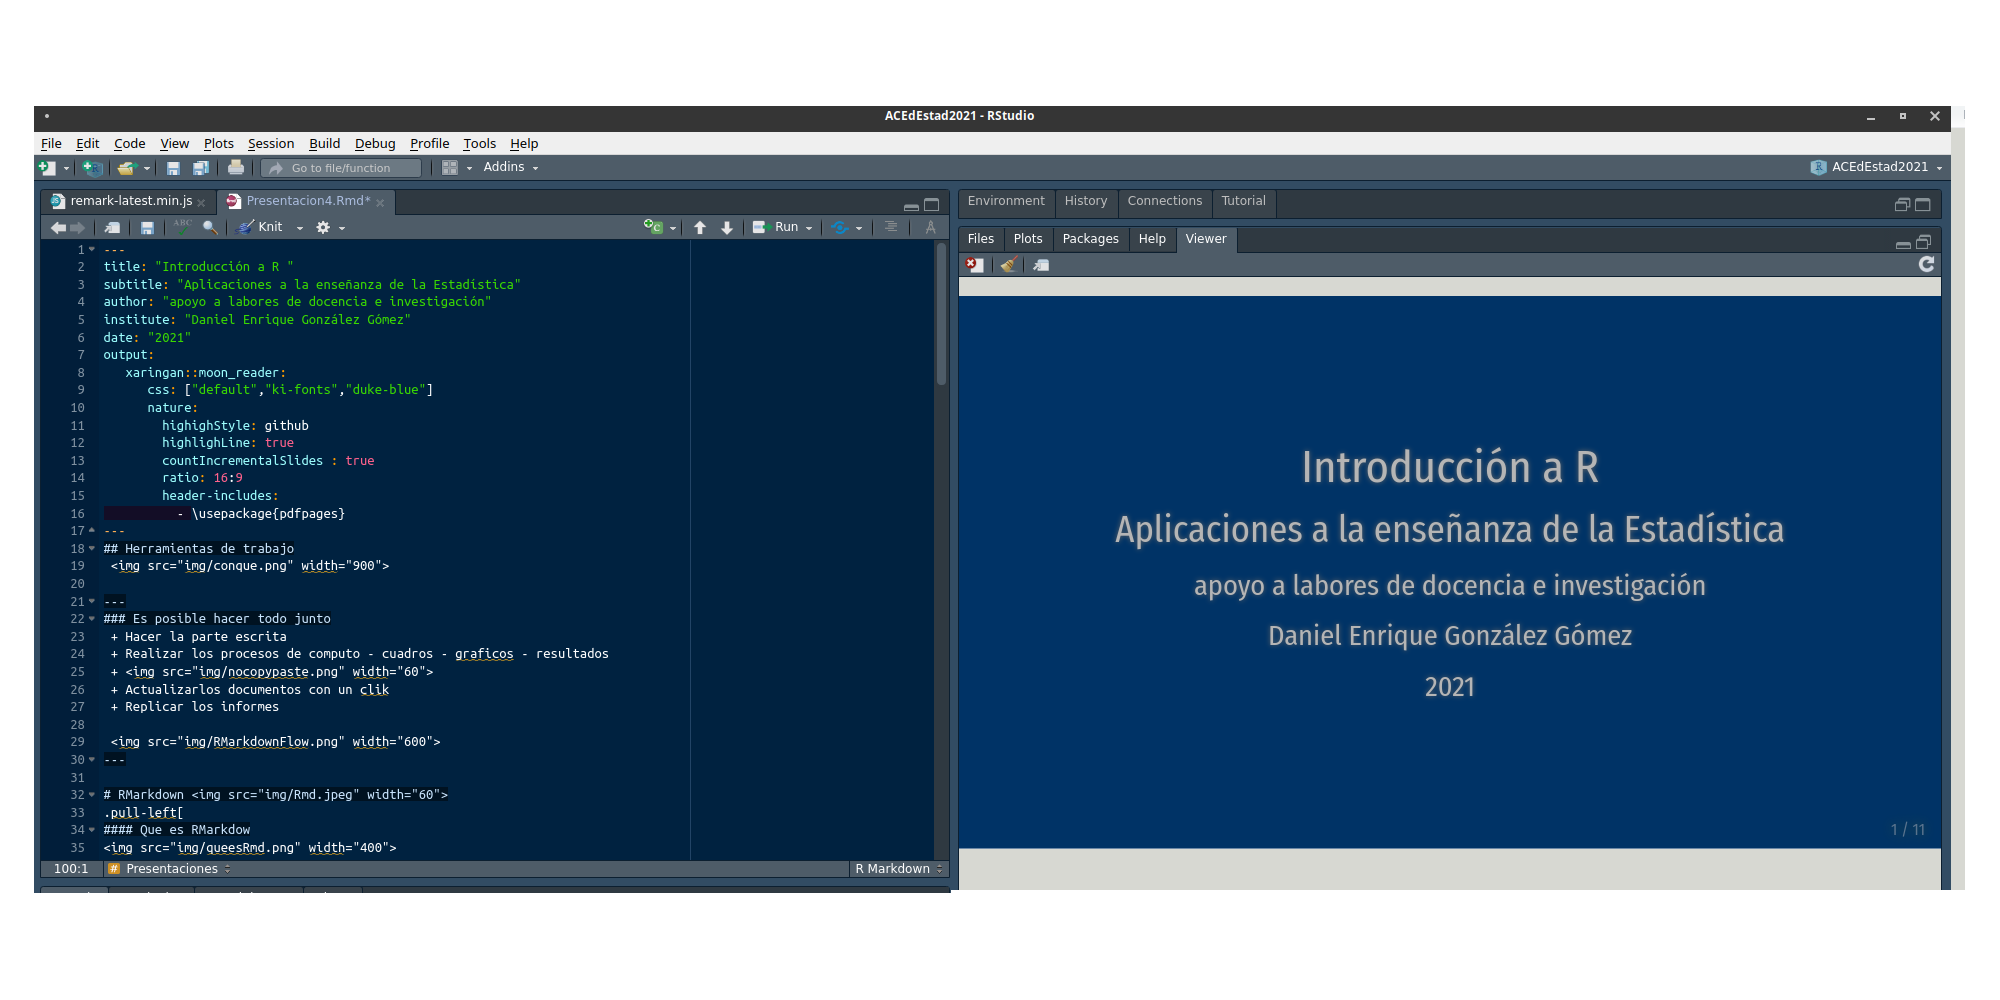 ACEdEstad2021 - RStudio
File Edit Code View Plots Session Build Debug Profile Tools Help
Go to file/function Addins ACEdEstad2021
remark-latest.min.js Presentacion4.Rmd*
ABC Knit Run
1 ---
2 title: "Introducción a R "
3 subtitle: "Aplicaciones a la enseñanza de la Estadística"
4 author: "apoyo a labores de docencia e investigación"
5 institute: "Daniel Enrique González Gómez"
6 date: "2021"
7 output:
8 xaringan::moon_reader:
9 css: ["default","ki-fonts","duke-blue"]
10 nature:
11 highighStyle: github
12 highlighLine: true
13 countIncrementalSlides : true
14 ratio: 16:9
15 header-includes:
16 - \usepackage{pdfpages}
17 ---
18 ## Herramientas de trabajo
19 <img src="img/conque.png" width="900">
20
21 ---
22 ### Es posible hacer todo junto
23 + Hacer la parte escrita
24 + Realizar los procesos de computo - cuadros - graficos - resultados
25 + <img src="img/nocopypaste.png" width="60">
26 + Actualizarlos documentos con un clik
27 + Replicar los informes
28
29 <img src="img/RMarkdownFlow.png" width="600">
30 ---
31
32 # RMarkdown <img src="img/Rmd.jpeg" width="60">
33 .pull-left[
34 #### Que es RMarkdow
35 <img src="img/queesRmd.png" width="400">
100:1 # Presentaciones R Markdown
Environment History Connections Tutorial
Files Plots Packages Help Viewer
Introducción a R
Aplicaciones a la enseñanza de la Estadística
apoyo a labores de docencia e investigación
Daniel Enrique González Gómez
2021
1 / 11